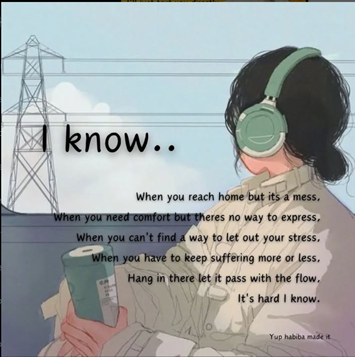 I know..
When you reach home but its a mess,
When you need comfort but theres no way to express,
When you can't find a way to let out your stress,
When you have to keep suffering more or less,
Hang in there let it pass with the flow,
It's hard I know.
Yup habiba made it